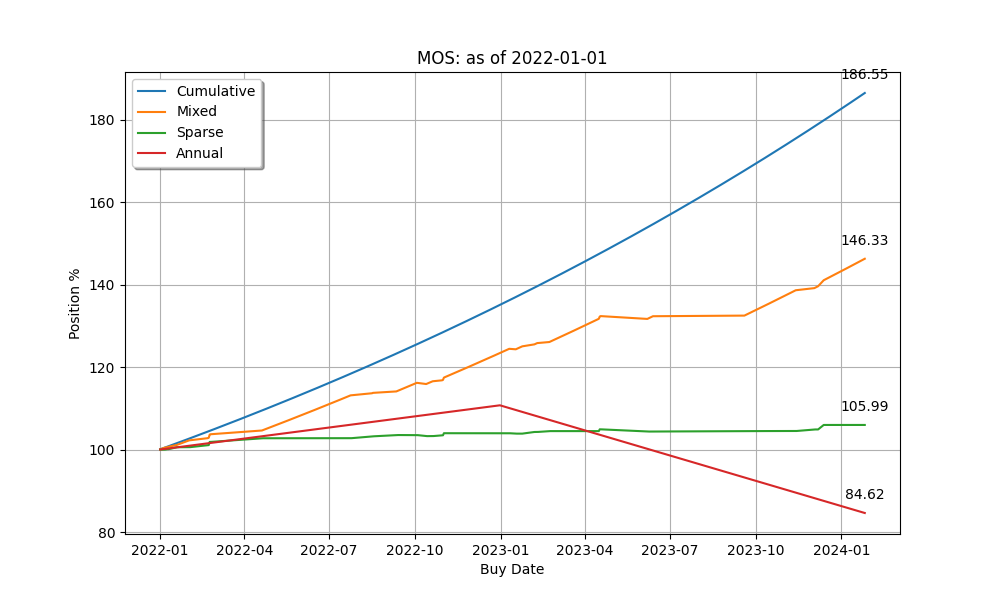 MOS: as of 2022-01-01
Cumulative
Mixed
Sparse
Annual
186.55
146.33
105.99
84.62
Position %
180
160
140
120
100
80
2022-01 2022-04 2022-07 2022-10 2023-01 2023-04 2023-07 2023-10 2024-01
Buy Date